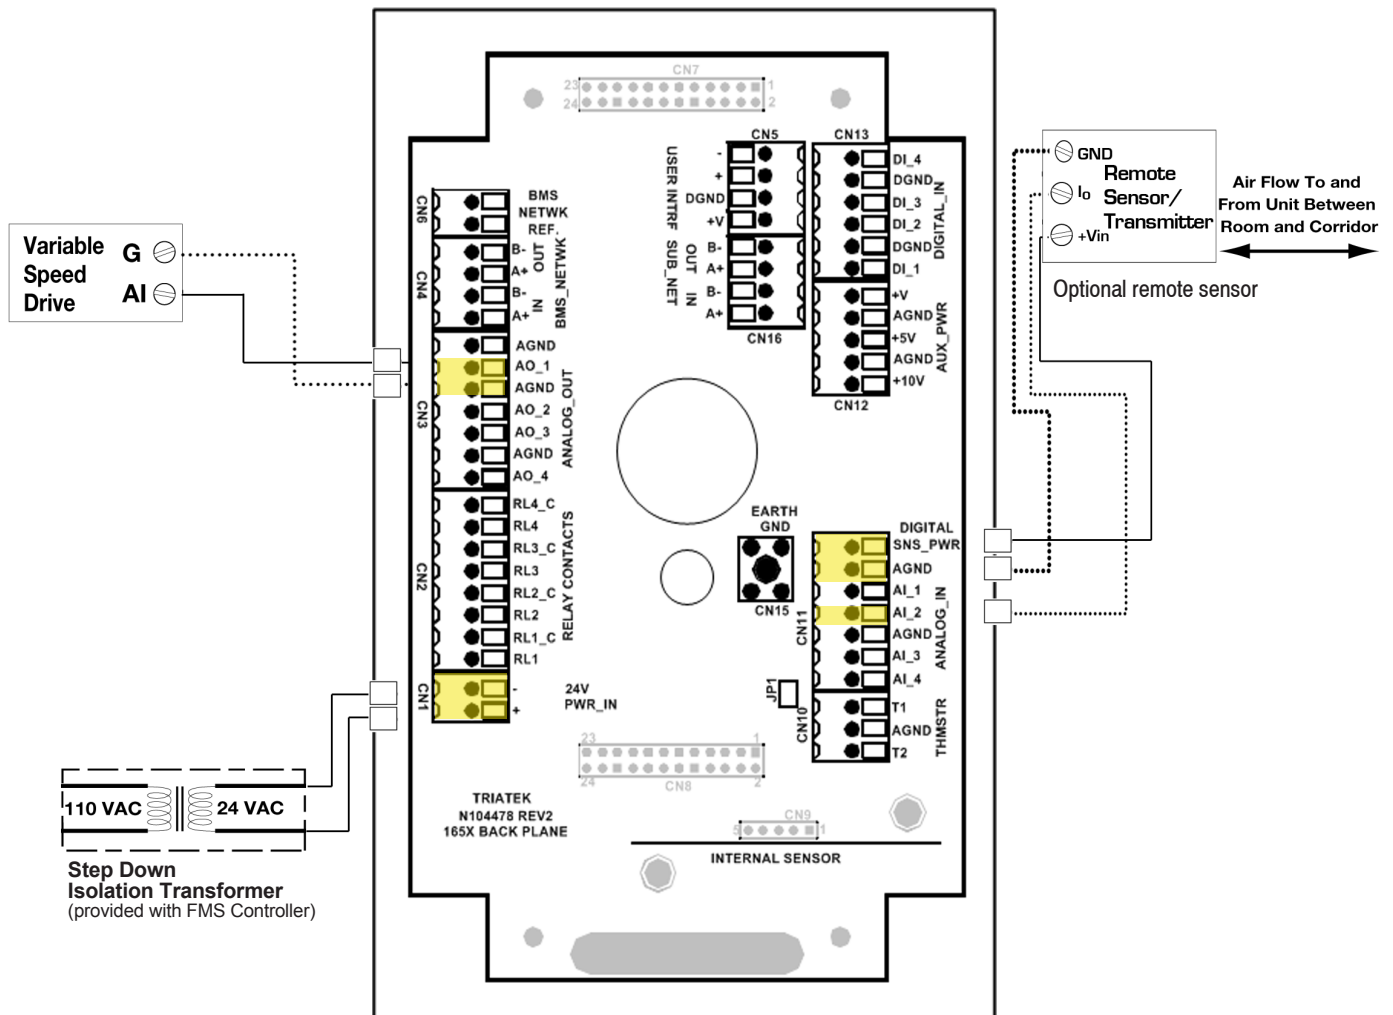 CN7
23
1
24
2
CN5
CN13
-
+
DGND
+V
USER INTRF
B-
A+
B-
A+
OUT
IN
SUB_NET
CN16
DI_4
DGND
DI_3
DI_2
DGND
DI_1
DIGITAL_IN
+V
AGND
+5V
AGND
+10V
AUX_PWR
CN12
GND
Io
+Vin
Remote
Sensor/
Transmitter
Air Flow To and
From Unit Between
Room and Corridor
Optional remote sensor
Variable
Speed
Drive
G
AI
CN6
BMS
NETWK
REF.
CN4
B-
A+
B-
A+
OUT
IN
BMS_NETWK
CN3
AGND
AO_1
AGND
AO_2
AO_3
AGND
AO_4
ANALOG_OUT
CN2
RL4_C
RL4
RL3_C
RL3
RL2_C
RL2
RL1_C
RL1
RELAY CONTACTS
CN1
-
+
24V
PWR_IN
EARTH
GND
CN15
DIGITAL
SNS_PWR
AGND
AI_1
AI_2
AGND
AI_3
AI_4
CN11
ANALOG_IN
JP1
CN10
T1
AGND
T2
THMSTR
23
1
24
2
CN8
110 VAC
24 VAC
Step Down
Isolation Transformer
(provided with FMS Controller)
TRIATEK
N104478 REV2
165X BACK PLANE
CN9
5
1
INTERNAL SENSOR